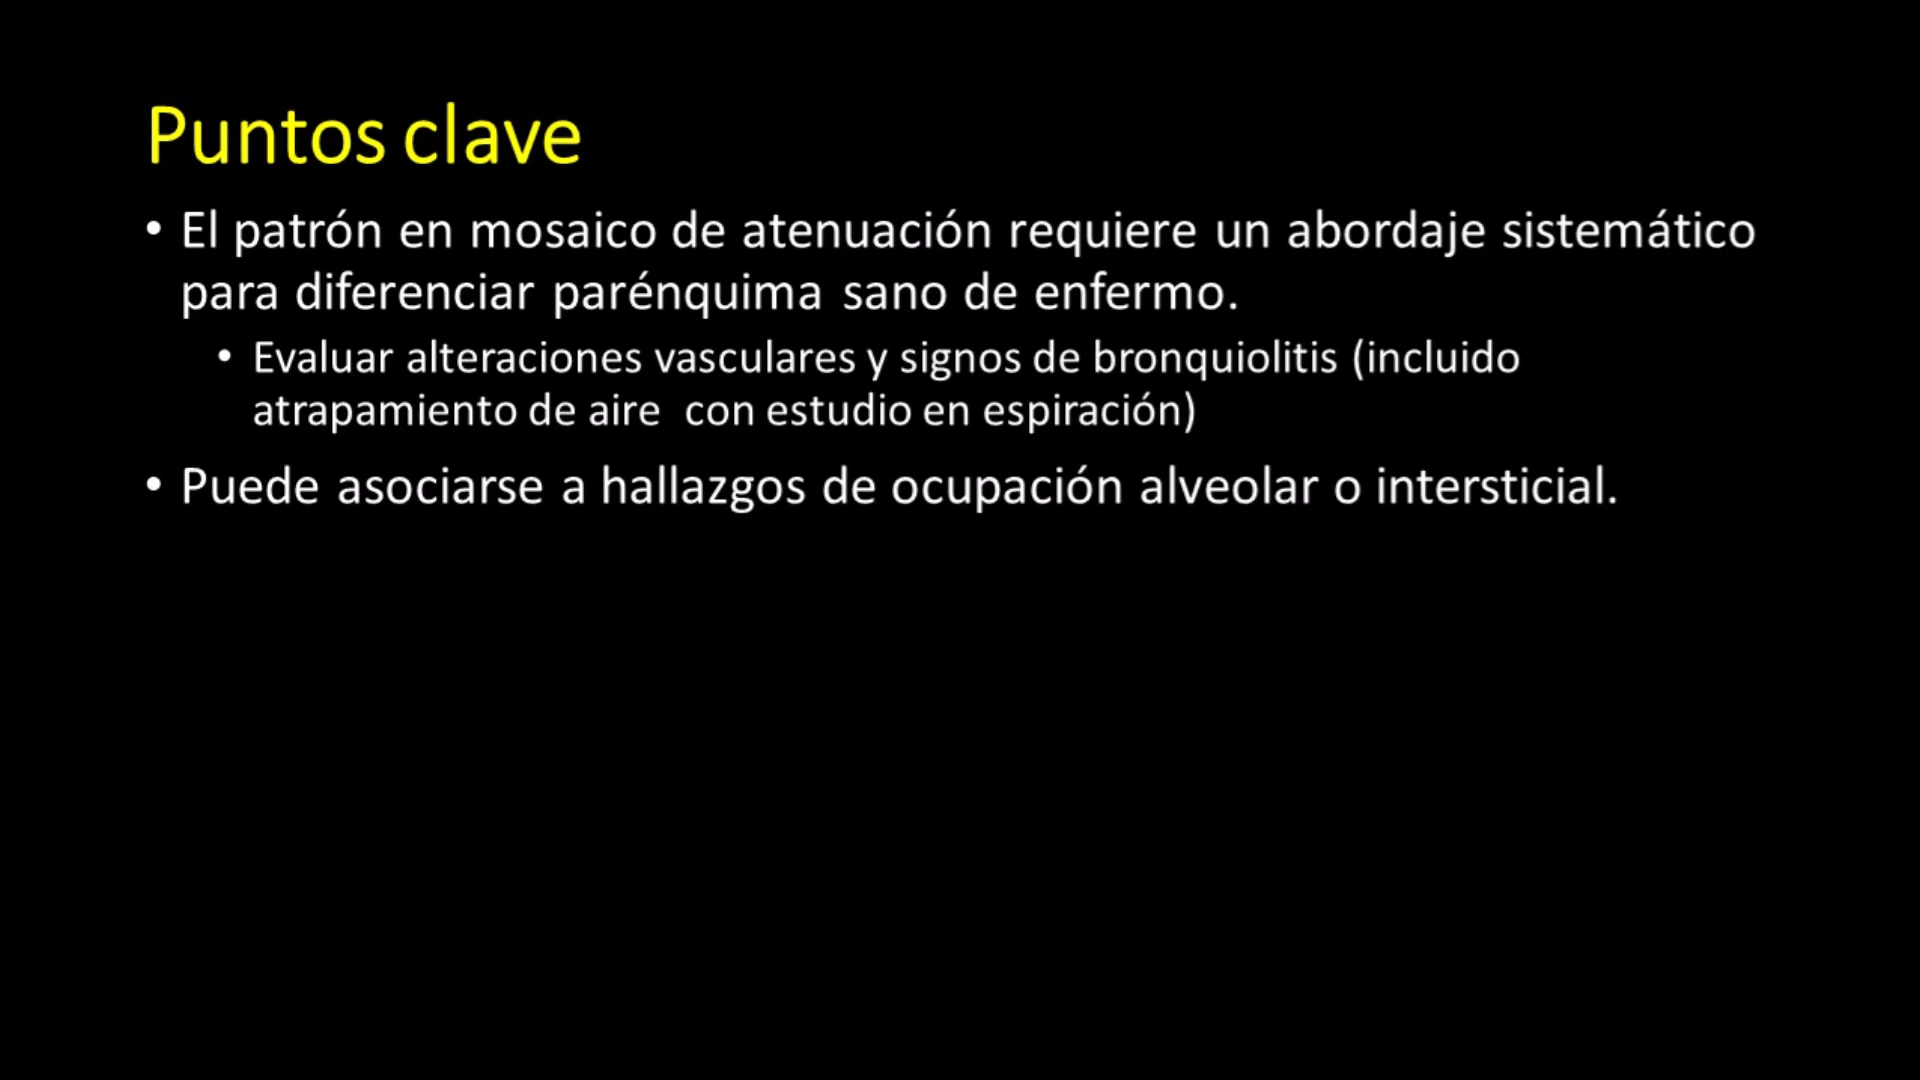 Puntos clave
• El patrón en mosaico de atenuación requiere un abordaje sistemático
para diferenciar parénquima sano de enfermo.
• Evaluar alteraciones vasculares y signos de bronquiolitis (incluido
atrapamiento de aire  con estudio en espiración)
• Puede asociarse a hallazgos de ocupación alveolar o intersticial.